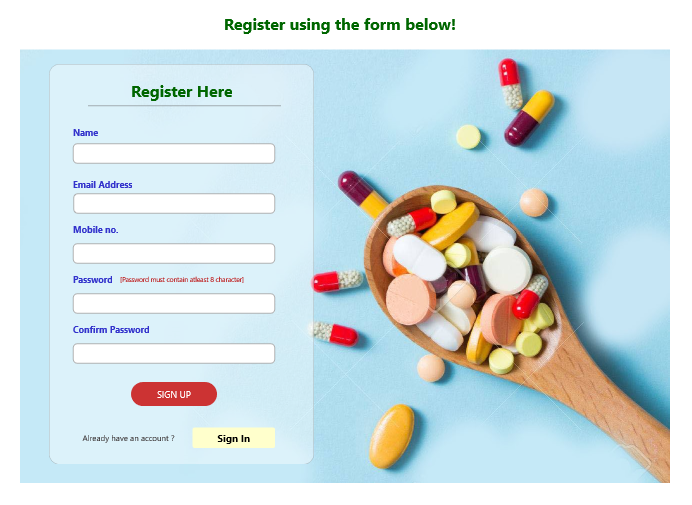 Register using the form below!
Register Here
Name
Email Address
Mobile no.
Password [Password must contain atleast 8 character]
Confirm Password
SIGN UP
Already have an account ? Sign In